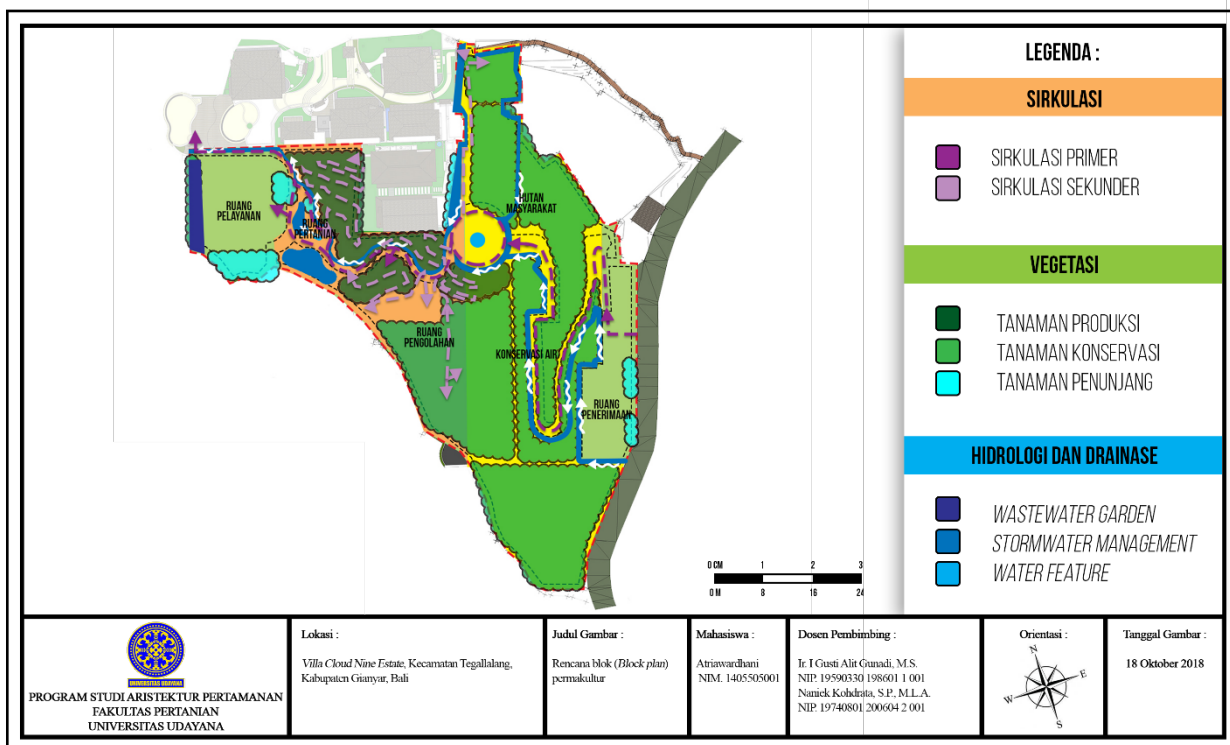 RUANG
PELAYANAN
RUANG
PERTANIAN
HUTAN
MASYARAKAT
RUANG
PENGOLAHAN
KONSERVASI AIR
RUANG
PENERIMAAN
0 CM 1 2 3
0 M 8 16 24
LEGENDA :
SIRKULASI
SIRKULASI PRIMER
SIRKULASI SEKUNDER
VEGETASI
TANAMAN PRODUKSI
TANAMAN KONSERVASI
TANAMAN PENUNJANG
HIDROLOGI DAN DRAINASE
WASTEWATER GARDEN
STORMWATER MANAGEMENT
WATER FEATURE
UNIVERSITAS UDAYANA
PROGRAM STUDI ARISTEKTUR PERTAMANAN
FAKULTAS PERTANIAN
UNIVERSITAS UDAYANA
Lokasi :
Villa Cloud Nine Estate, Kecamatan Tegallalang,
Kabupaten Gianyar, Bali
Judul Gambar :
Rencana blok (Block plan)
permakultur
Mahasiswa :
Atriawardhani
NIM. 1405505001
Dosen Pembimbing :
Ir. I Gusti Alit Gunadi, M.S.
NIP. 19590330 198601 1 001
Naniek Kohdrata, S.P., M.L.A.
NIP. 19740801 200604 2 001
Orientasi :
N
E
W
S
Tanggal Gambar :
18 Oktober 2018